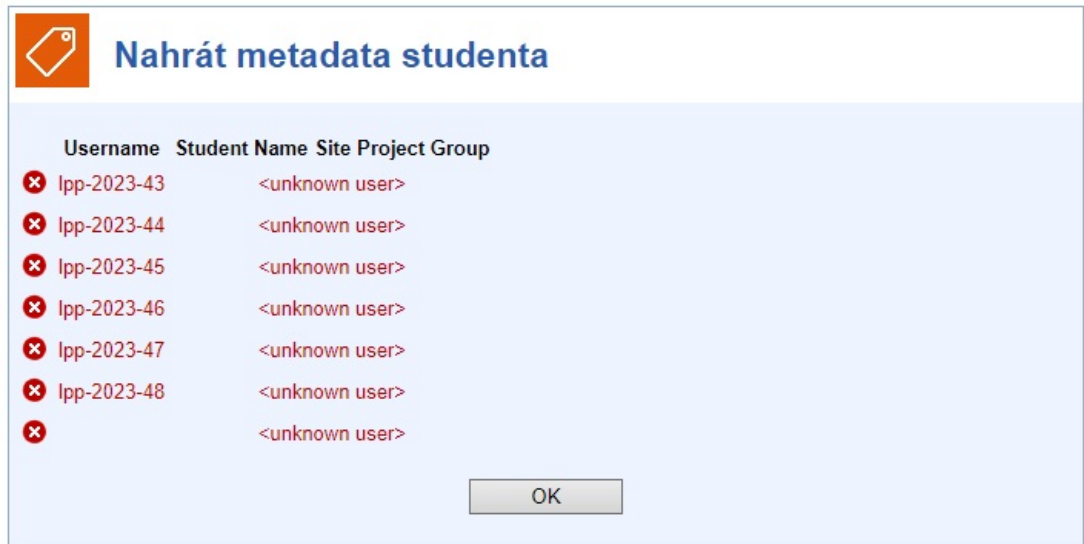 Nahrát metadata studenta
Username Student Name Site Project Group
lpp-2023-43 <unknown user>
lpp-2023-44 <unknown user>
lpp-2023-45 <unknown user>
lpp-2023-46 <unknown user>
lpp-2023-47 <unknown user>
lpp-2023-48 <unknown user>
<unknown user>
OK